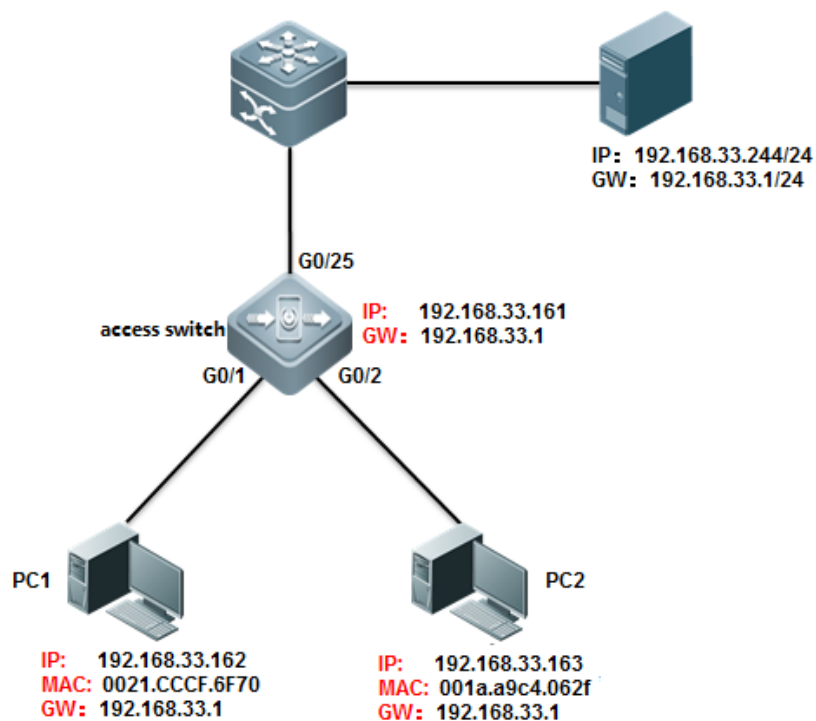 IP： 192.168.33.244/24
GW： 192.168.33.1/24
G0/25
access switch
IP: 192.168.33.161
GW： 192.168.33.1
G0/1
G0/2
PC1
IP: 192.168.33.162
MAC: 0021.CCCF.6F70
GW： 192.168.33.1
PC2
IP: 192.168.33.163
MAC: 001a.a9c4.062f
GW： 192.168.33.1